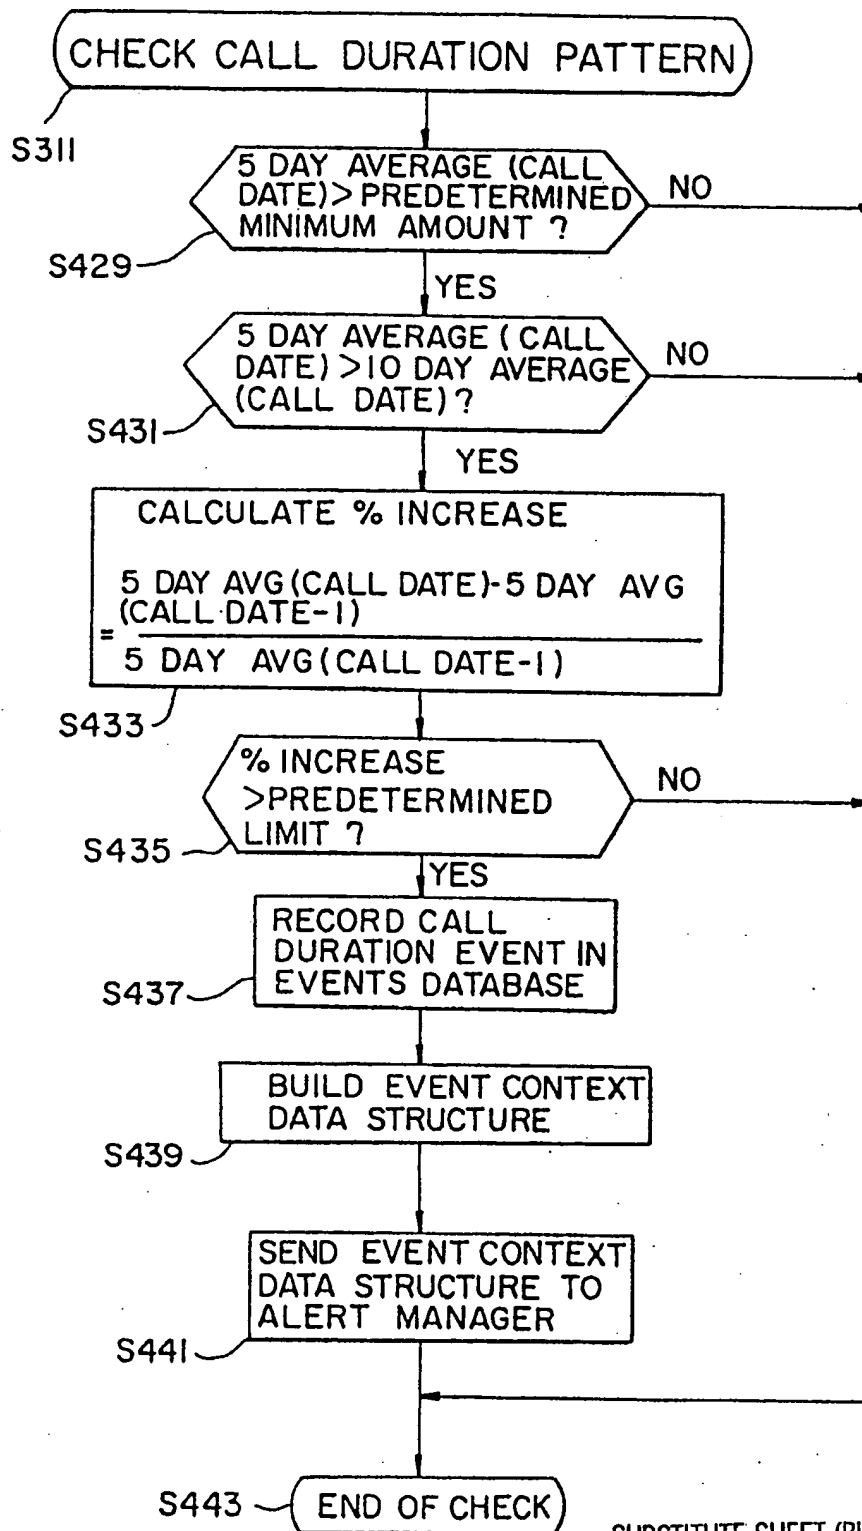 CHECK CALL DURATION PATTERN
S311
5 DAY AVERAGE (CALL
DATE)>PREDETERMINED
MINIMUM AMOUNT ?
NO
S429
YES
5 DAY AVERAGE ( CALL
DATE) >10 DAY AVERAGE
(CALL DATE) ?
NO
S431
YES
CALCULATE % INCREASE
5 DAY AVG (CALL DATE)-5 DAY AVG
(CALL DATE-1)
=
5 DAY AVG (CALL DATE-1)
S433
% INCREASE
>PREDETERMINED
LIMIT ?
NO
S435
YES
RECORD CALL
DURATION EVENT IN
EVENTS DATABASE
S437
BUILD EVENT CONTEXT
DATA STRUCTURE
S439
SEND EVENT CONTEXT
DATA STRUCTURE TO
ALERT MANAGER
S441
S443
END OF CHECK
SUBSTITUTE SHEET